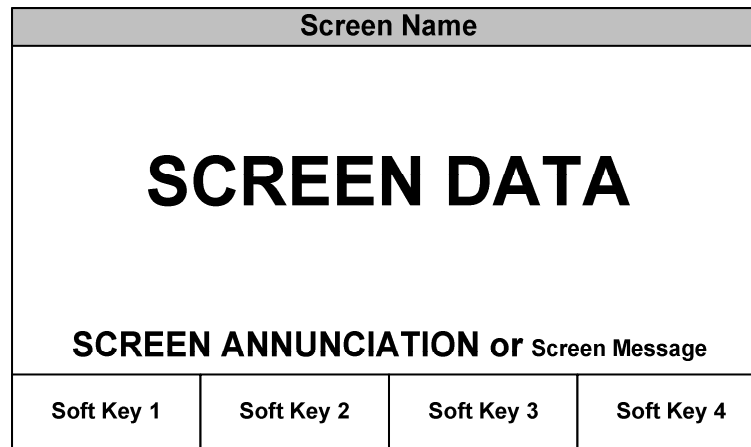 Screen Name
SCREEN DATA
SCREEN ANNUNCIATION or Screen Message
Soft Key 1 Soft Key 2 Soft Key 3 Soft Key 4